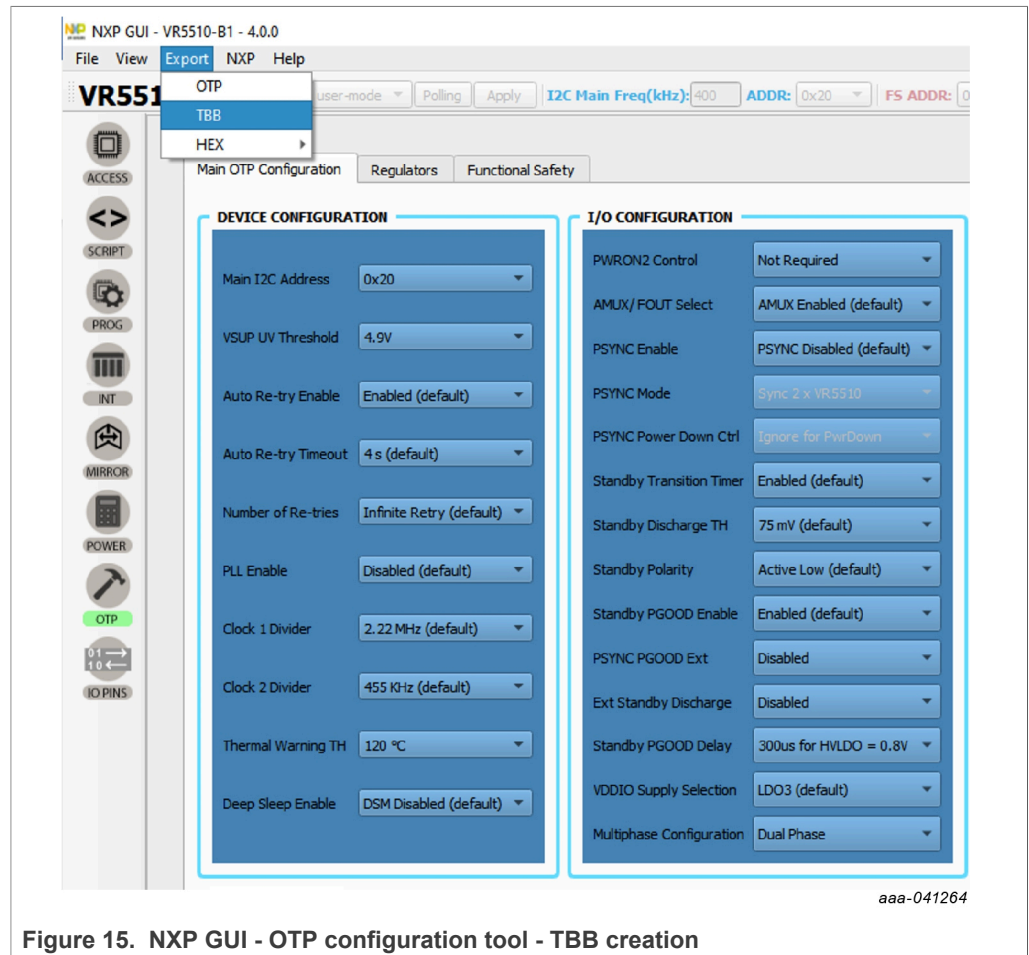 NXP GUI - VR5510-B1 - 4.0.0
File View Export NXP Help
OTP
TBB
HEX
VR551 user-mode Polling Apply I2C Main Freq(kHz): 400 ADDR: 0x20 FS ADDR:
Main OTP Configuration Regulators Functional Safety
ACCESS
SCRIPT
PROG
INT
MIRROR
POWER
OTP
01
10
IO PINS
DEVICE CONFIGURATION
Main I2C Address 0x20
VSUP UV Threshold 4.9V
Auto Re-try Enable Enabled (default)
Auto Re-try Timeout 4 s (default)
Number of Re-tries Infinite Retry (default)
PLL Enable Disabled (default)
Clock 1 Divider 2.22 MHz (default)
Clock 2 Divider 455 KHz (default)
Thermal Warning TH 120 °C
Deep Sleep Enable DSM Disabled (default)
I/O CONFIGURATION
PWRON2 Control Not Required
AMUX/ FOUT Select AMUX Enabled (default)
PSYNC Enable PSYNC Disabled (default)
PSYNC Mode Sync 2 x VR5510
PSYNC Power Down Ctrl Ignore for PwrDown
Standby Transition Timer Enabled (default)
Standby Discharge TH 75 mV (default)
Standby Polarity Active Low (default)
Standby PGOOD Enable Enabled (default)
PSYNC PGOOD Ext Disabled
Ext Standby Discharge Disabled
Standby PGOOD Delay 300us for HVLDO = 0.8V
VDDIO Supply Selection LDO3 (default)
Multiphase Configuration Dual Phase
aaa-041264
Figure 15. NXP GUI - OTP configuration tool - TBB creation